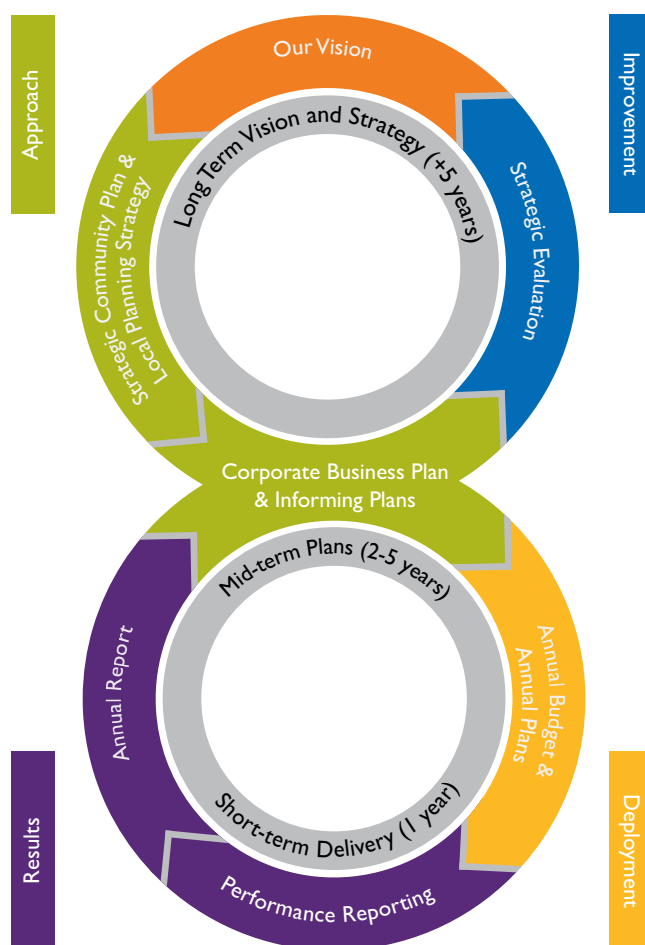 Approach
Our Vision
Improvement
Long Term Vision and Strategy (+5 years)
Strategic Community Plan &
Local Planning Strategy
Strategic Evaluation
Corporate Business Plan
& Informing Plans
Mid-term Plans (2-5 years)
Annual Report
Annual Budget &
Annual Plans
Short-term Delivery (1 year)
Performance Reporting
Results
Deployment